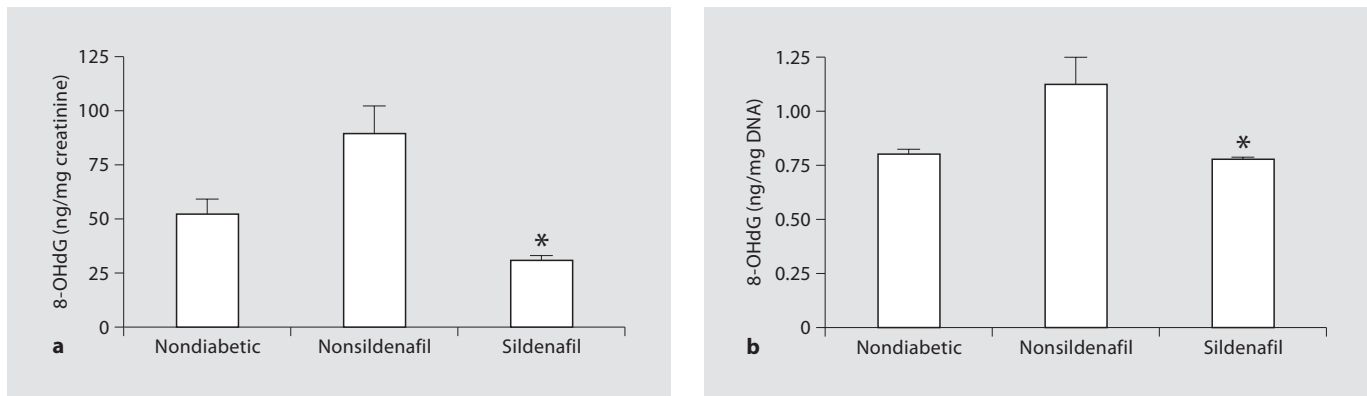 8-OHdG (ng/mg creatinine)
125
100
75
50
25
0
*
Nondiabetic Nonsildenafil Sildenafil
a
8-OHdG (ng/mg DNA)
1.25
1.00
0.75
0.50
0.25
0
*
Nondiabetic Nonsildenafil Sildenafil
b